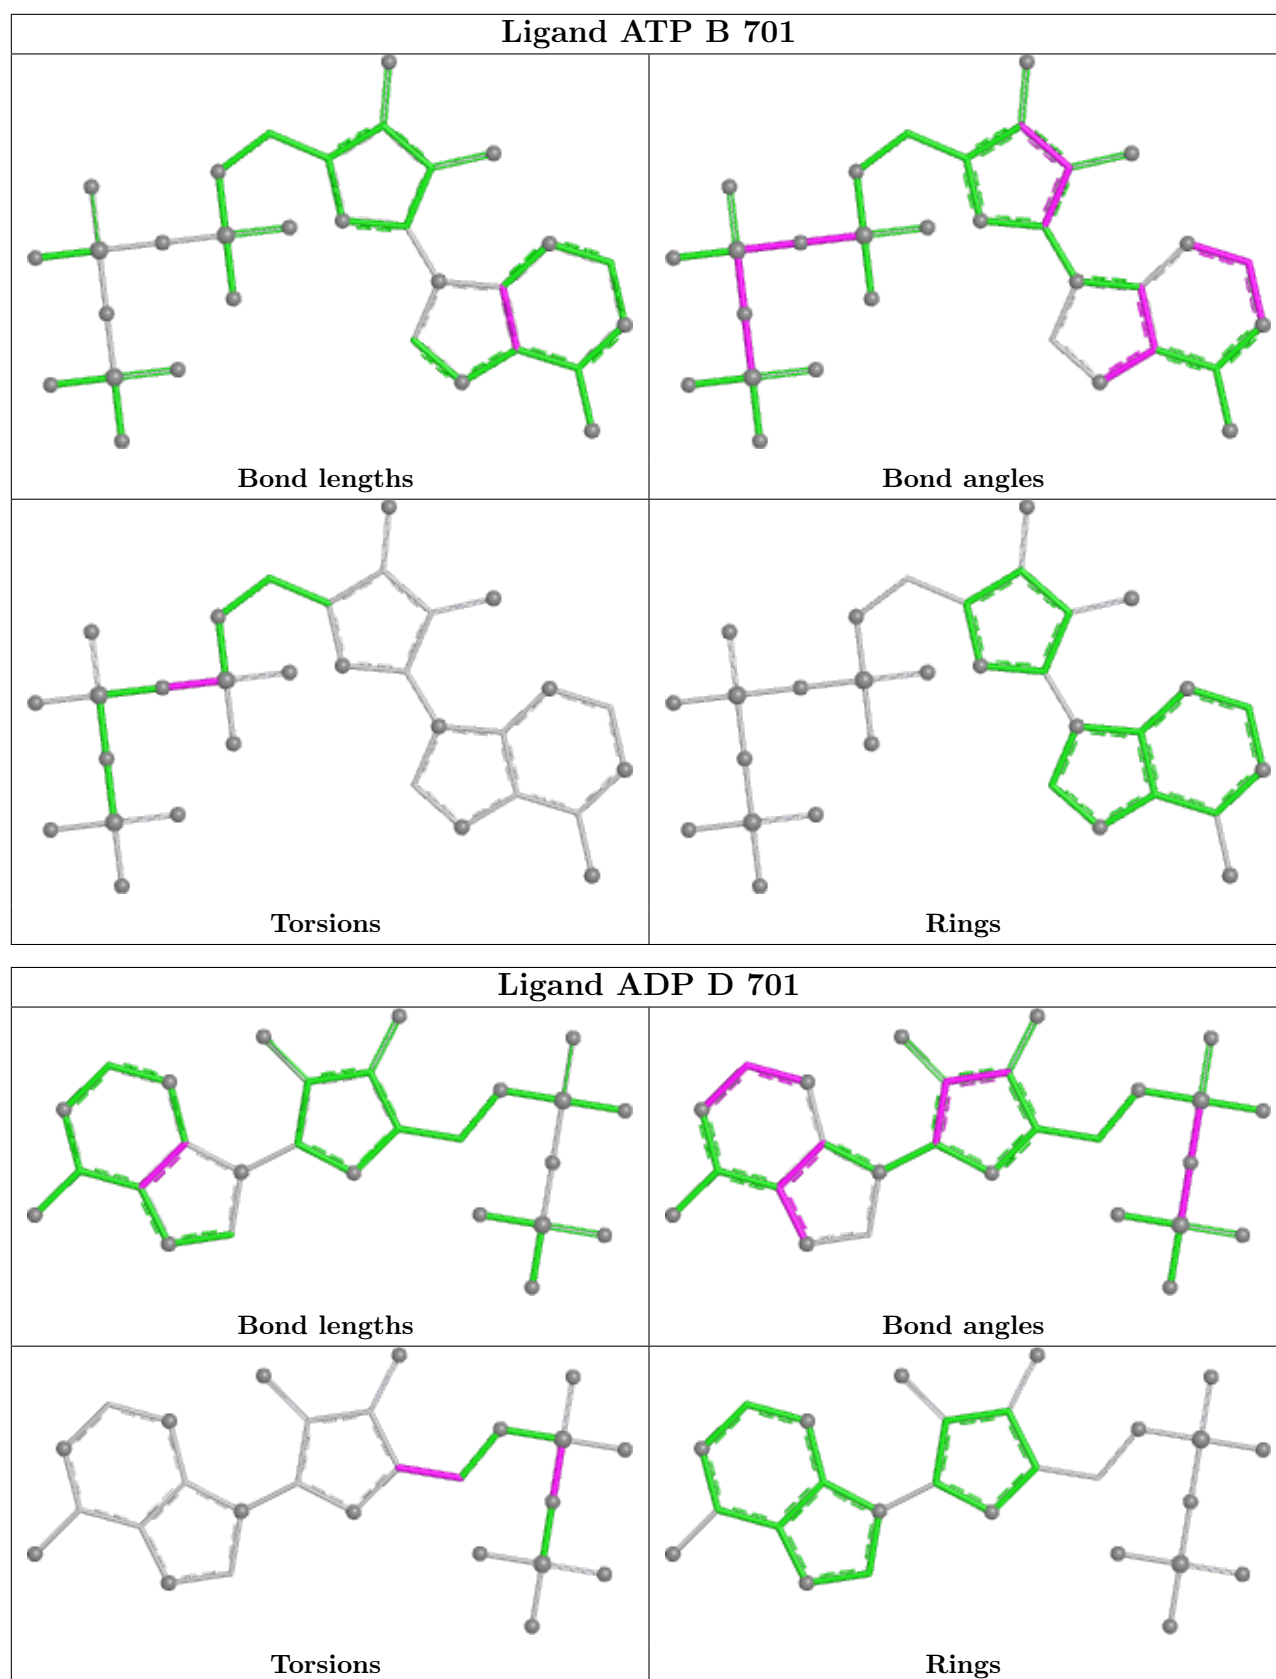 Ligand ATP B 701
Bond lengths
Bond angles
Torsions
Rings
Ligand ADP D 701
Bond lengths
Bond angles
Torsions
Rings